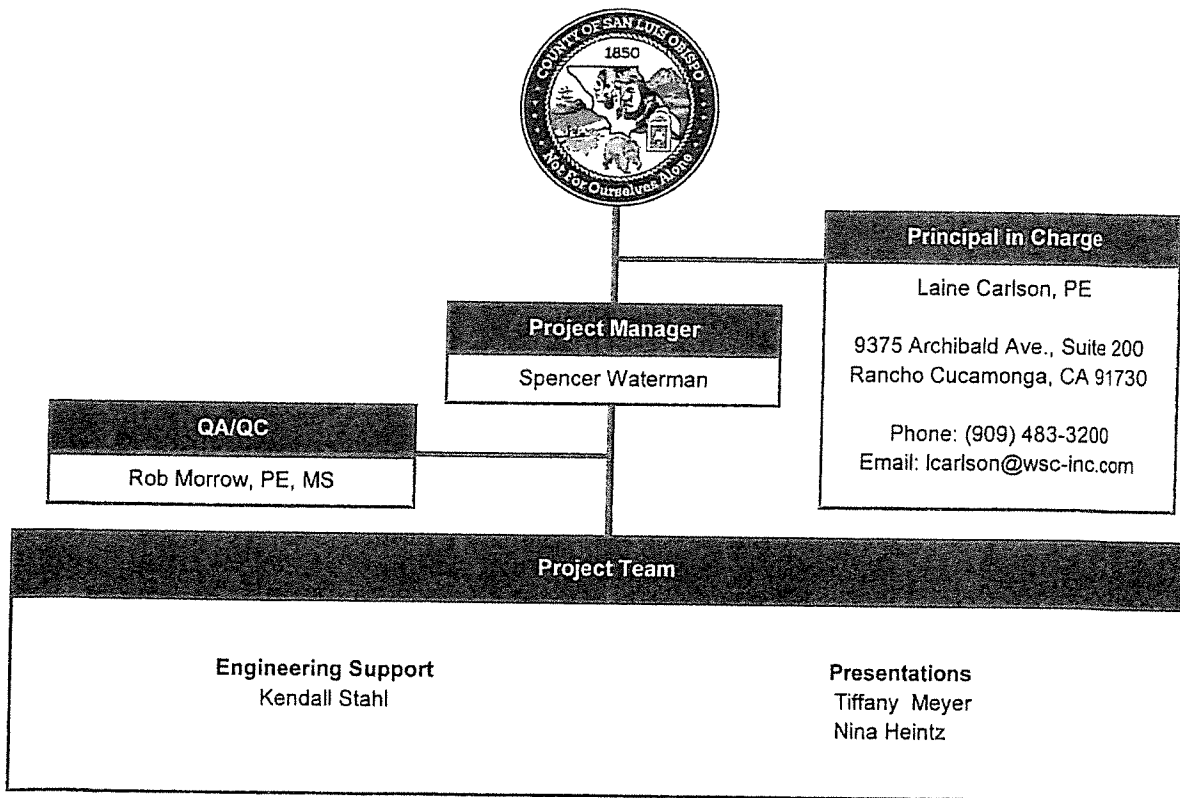 COUNTY OF SAN LUIS OBISPO
1850
Not For Ourselves Alone
Principal in Charge
Laine Carlson, PE
9375 Archibald Ave., Suite 200
Rancho Cucamonga, CA 91730
Phone: (909) 483-3200
Email: lcarlson@wsc-inc.com
Project Manager
Spencer Waterman
QA/QC
Rob Morrow, PE, MS
Project Team
Engineering Support
Kendall Stahl
Presentations
Tiffany Meyer
Nina Heintz